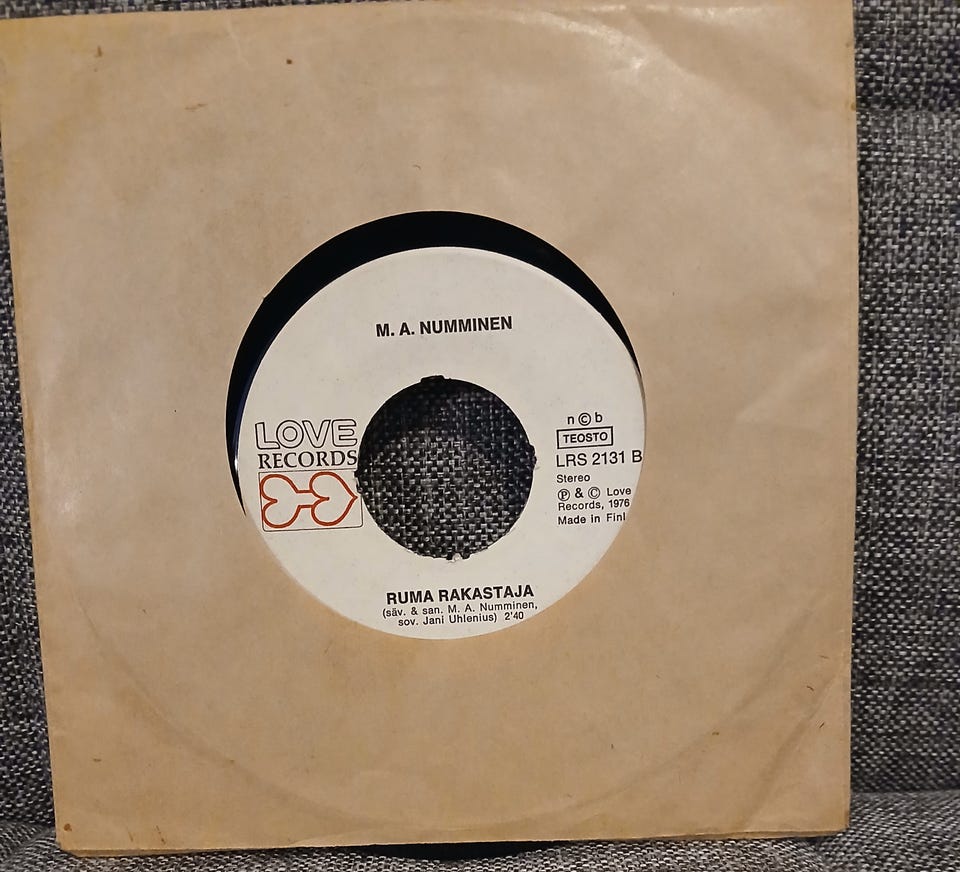 M. A. NUMMINEN
LOVE
RECORDS
n © b
TEOSTO
LRS 2131 B
Stereo
℗ & © Love
Records, 1976
Made in Finl
RUMA RAKASTAJA
(säv. & san. M. A. Numminen,
sov. Jani Uhlenius) 2'40